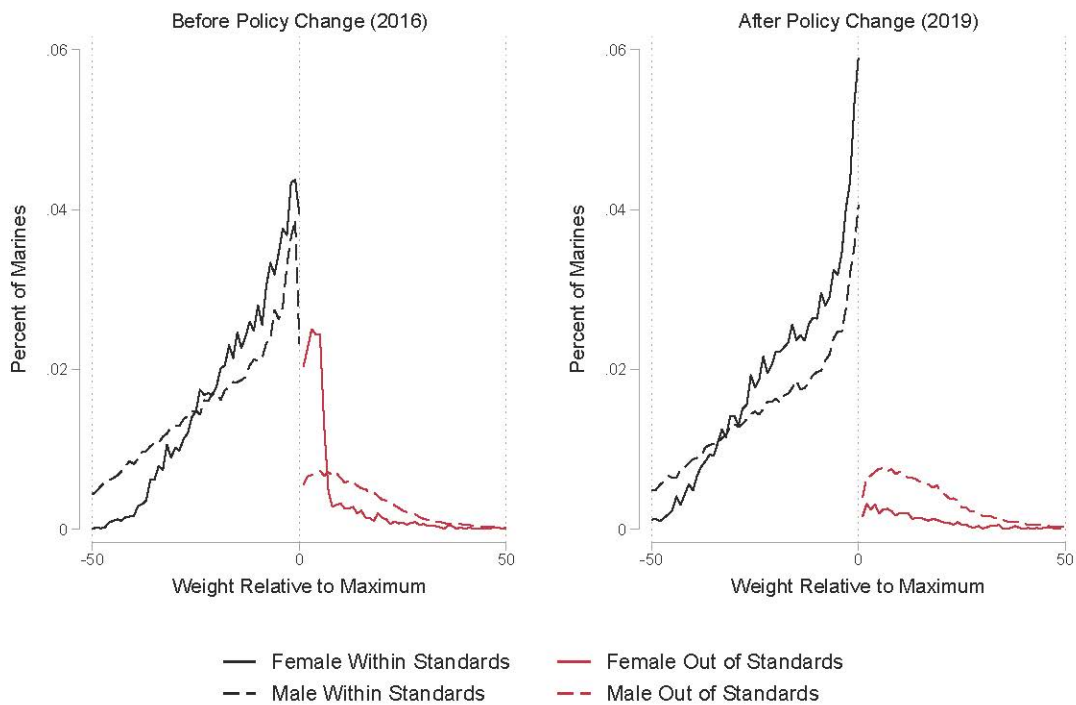 Before Policy Change (2016)
After Policy Change (2019)
Percent of Marines
.06
.04
.02
0
-50
0
50
Weight Relative to Maximum
Percent of Marines
.06
.04
.02
0
-50
0
50
Weight Relative to Maximum
Female Within Standards
Female Out of Standards
Male Within Standards
Male Out of Standards